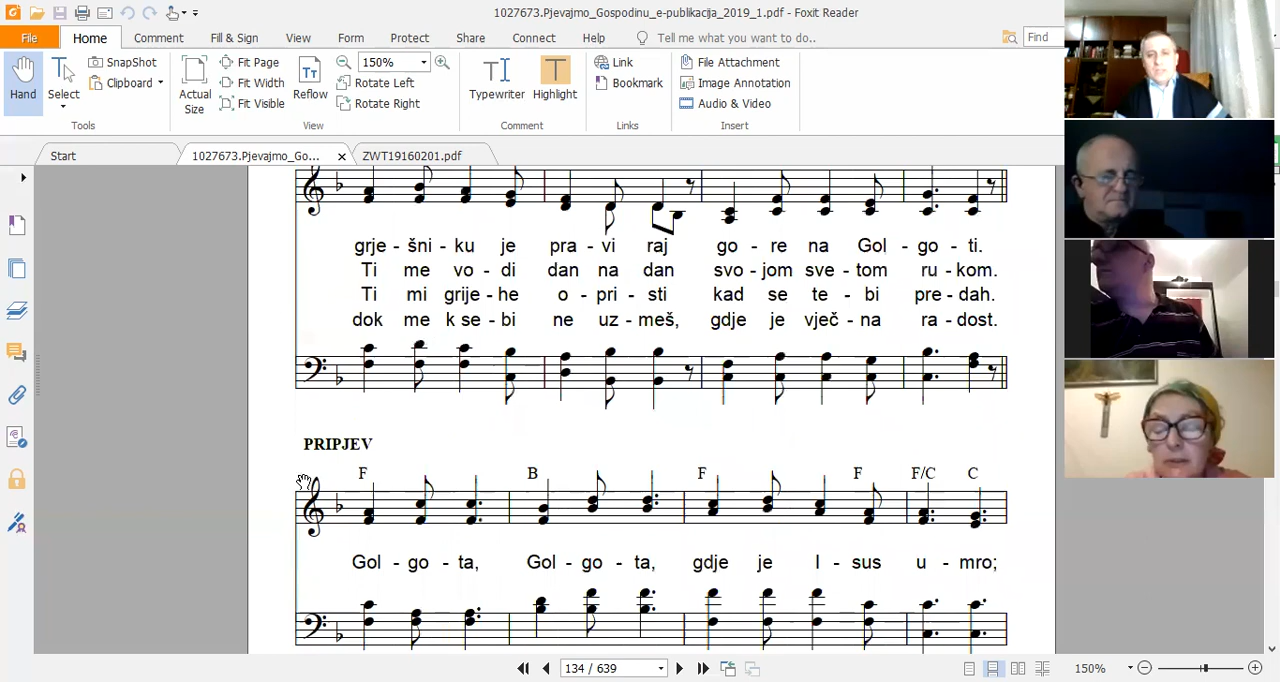 1027673.Pjevajmo_Gospodinu_e-publikacija_2019_1.pdf - Foxit Reader
File Home Comment Fill & Sign View Form Protect Share Connect Help Tell me what you want to do.. Find
Hand Select SnapShot Clipboard Actual Size Fit Page Fit Width Fit Visible Reflow 150% Rotate Left Rotate Right Typewriter Highlight Link Bookmark File Attachment Image Annotation Audio & Video
Tools View Comment Links Insert
Start 1027673.Pjevajmo_Go... ZWT19160201.pdf
grje - šni - ku je pra - vi raj go - re na Gol - go - ti.
Ti me vo - di dan na dan svo - jom sve - tom ru - kom.
Ti mi grije - he o - pri - sti kad se te - bi pre - dah.
dok me k se - bi ne uz - meš, gdje je vječ - na ra - dost.
PRIPJEV
F B F F F/C C
Gol - go - ta, Gol - go - ta, gdje je I - sus u - mro;
134 / 639 150%